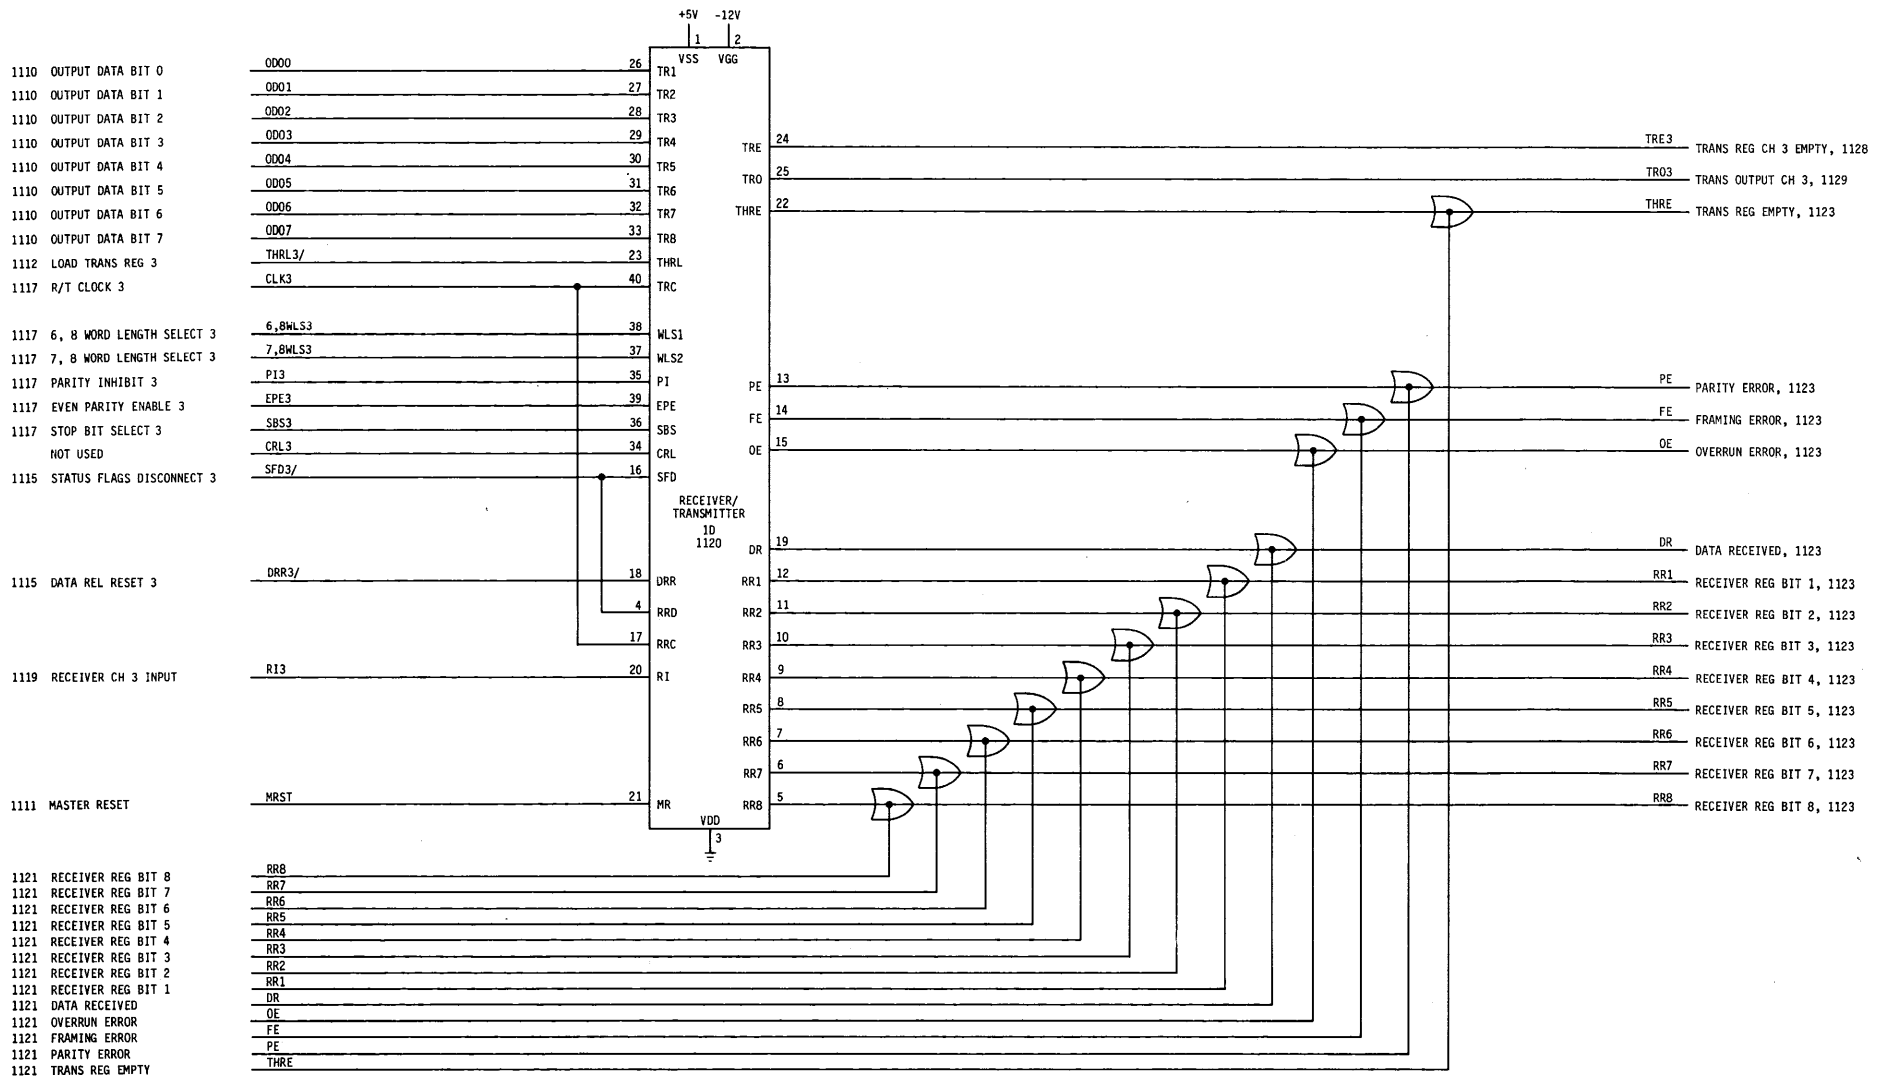 +5V -12V
1 2
VSS VGG
1110 OUTPUT DATA BIT 0 OD00 26 TR1
1110 OUTPUT DATA BIT 1 OD01 27 TR2
1110 OUTPUT DATA BIT 2 OD02 28 TR3
1110 OUTPUT DATA BIT 3 OD03 29 TR4
1110 OUTPUT DATA BIT 4 OD04 30 TR5
1110 OUTPUT DATA BIT 5 OD05 31 TR6
1110 OUTPUT DATA BIT 6 OD06 32 TR7
1110 OUTPUT DATA BIT 7 OD07 33 TR8
1112 LOAD TRANS REG 3 THRL3/ 23 THRL
1117 R/T CLOCK 3 CLK3 40 TRC
1117 6, 8 WORD LENGTH SELECT 3 6,8WLS3 38 WLS1
1117 7, 8 WORD LENGTH SELECT 3 7,8WLS3 37 WLS2
1117 PARITY INHIBIT 3 PI3 35 PI
1117 EVEN PARITY ENABLE 3 EPE3 39 EPE
1117 STOP BIT SELECT 3 SBS3 36 SBS
NOT USED CRL3 34 CRL
1115 STATUS FLAGS DISCONNECT 3 SFD3/ 16 SFD
RECEIVER/
TRANSMITTER
1D
1120
1115 DATA REL RESET 3 DRR3/ 18 DRR
4 RRD
17 RRC
1119 RECEIVER CH 3 INPUT RI3 20 RI
1111 MASTER RESET MRST 21 MR
VDD
3
TRE 24 TRE3 TRANS REG CH 3 EMPTY, 1128
TRO 25 TRO3 TRANS OUTPUT CH 3, 1129
THRE 22 THRE TRANS REG EMPTY, 1123
PE 13 PE PARITY ERROR, 1123
FE 14 FE FRAMING ERROR, 1123
OE 15 OE OVERRUN ERROR, 1123
DR 19 DR DATA RECEIVED, 1123
RR1 12 RR1 RECEIVER REG BIT 1, 1123
RR2 11 RR2 RECEIVER REG BIT 2, 1123
RR3 10 RR3 RECEIVER REG BIT 3, 1123
RR4 9 RR4 RECEIVER REG BIT 4, 1123
RR5 8 RR5 RECEIVER REG BIT 5, 1123
RR6 7 RR6 RECEIVER REG BIT 6, 1123
RR7 6 RR7 RECEIVER REG BIT 7, 1123
RR8 5 RR8 RECEIVER REG BIT 8, 1123
1121 RECEIVER REG BIT 8 RR8
1121 RECEIVER REG BIT 7 RR7
1121 RECEIVER REG BIT 6 RR6
1121 RECEIVER REG BIT 5 RR5
1121 RECEIVER REG BIT 4 RR4
1121 RECEIVER REG BIT 3 RR3
1121 RECEIVER REG BIT 2 RR2
1121 RECEIVER REG BIT 1 RR1
1121 DATA RECEIVED DR
1121 OVERRUN ERROR OE
1121 FRAMING ERROR FE
1121 PARITY ERROR PE
1121 TRANS REG EMPTY THRE